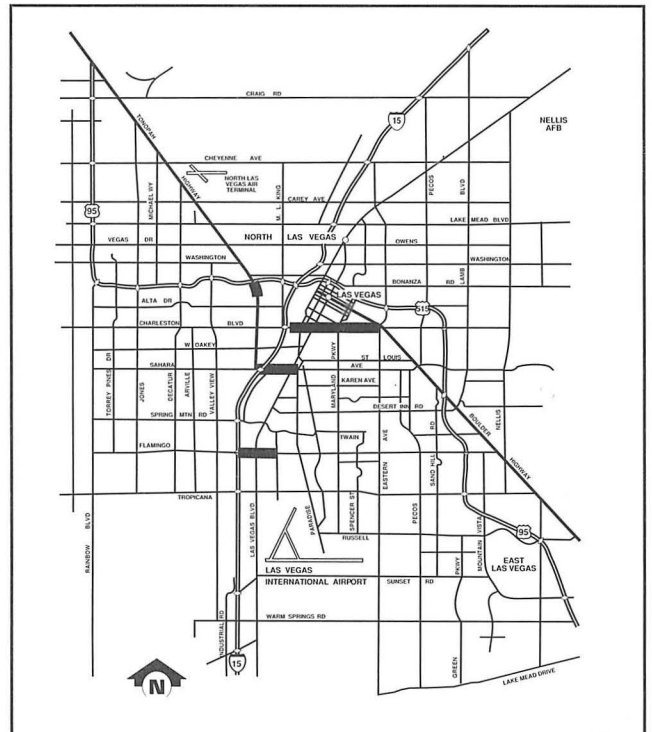 CRAIG RD
NELLIS
AFB
15
TONOPAH
HIGHWAY
CHEYENNE AVE
NORTH LAS
VEGAS AIR
TERMINAL
MICHAEL WY
M. L. KING
CAREY AVE
PECOS
BLVD
95
LAKE MEAD BLVD
VEGAS DR
NORTH LAS VEGAS
OWENS
WASHINGTON
WASHINGTON
LAMB
BONANZA RD
ALTA DR
LAS VEGAS
515
CHARLESTON BLVD
W OAKEY
PKWY
ST LOUIS
SAHARA
AVE
TORREY PINES DR
JONES
DECATUR
ARVILLE
VALLEY VIEW
MARYLAND
KAREN AVE
SPRING MTN RD
DESERT INN RD
NELLIS
BOULDER
HIGHWAY
TWAIN
FLAMINGO
EASTERN AVE
SAND HILL RD
TROPICANA
RAINBOW BLVD
LAS VEGAS BLVD
PARADISE
SPENCER ST
PECOS
RUSSELL
MOUNTAIN VISTA
95
EAST
LAS VEGAS
LAS VEGAS
INTERNATIONAL AIRPORT
SUNSET RD
GREEN
PKWY
INDUSTRIAL RD
WARM SPRINGS RD
15
N
LAKE MEAD DRIVE